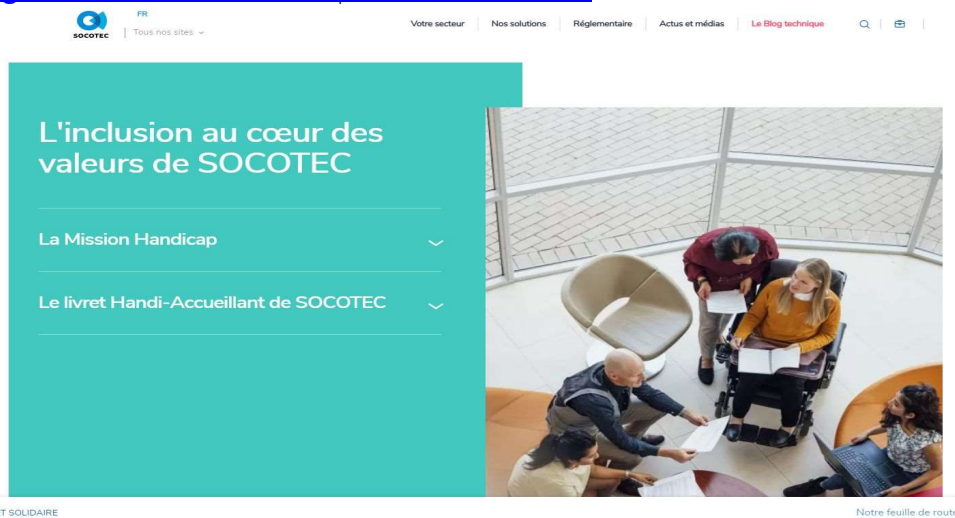 FR
SOCOTEC
Tous nos sites
Votre secteur
Nos solutions
Réglementaire
Actus et médias
Le Blog technique
L'inclusion au cœur des
valeurs de SOCOTEC
La Mission Handicap
Le livret Handi-Accueillant de SOCOTEC
T SOLIDAIRE
Notre feuille de route